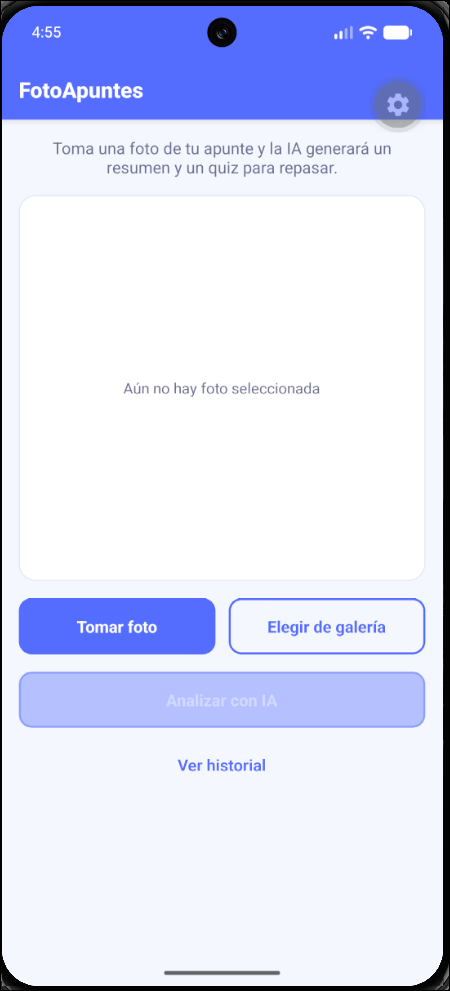 4:55
FotoApuntes
Toma una foto de tu apunte y la IA generará un
resumen y un quiz para repasar.
Aún no hay foto seleccionada
Tomar foto
Elegir de galería
Analizar con IA
Ver historial